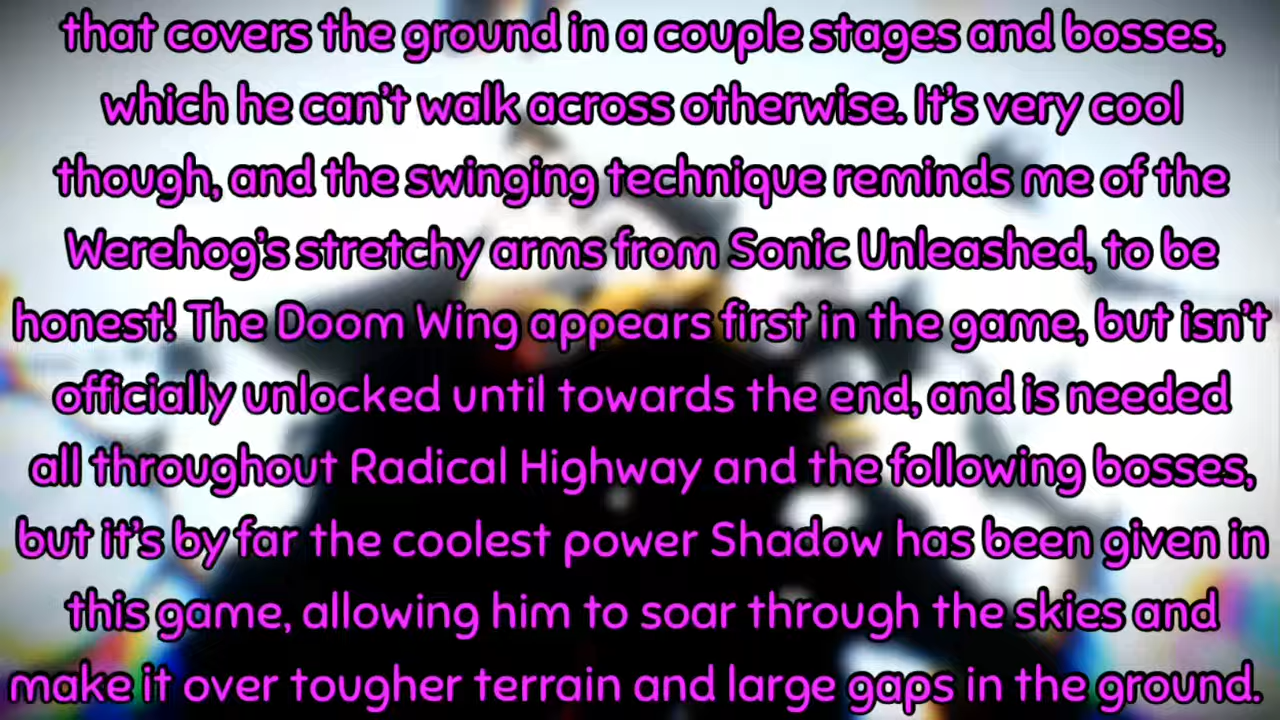 that covers the ground in a couple stages and bosses,
which he can't walk across otherwise. It's very cool
though, and the swinging technique reminds me of the
Werehog's stretchy arms from Sonic Unleashed, to be
honest! The Doom Wing appears first in the game, but isn't
officially unlocked until towards the end, and is needed
all throughout Radical Highway and the following bosses,
but it's by far the coolest power Shadow has been given in
this game, allowing him to soar through the skies and
make it over tougher terrain and large gaps in the ground.